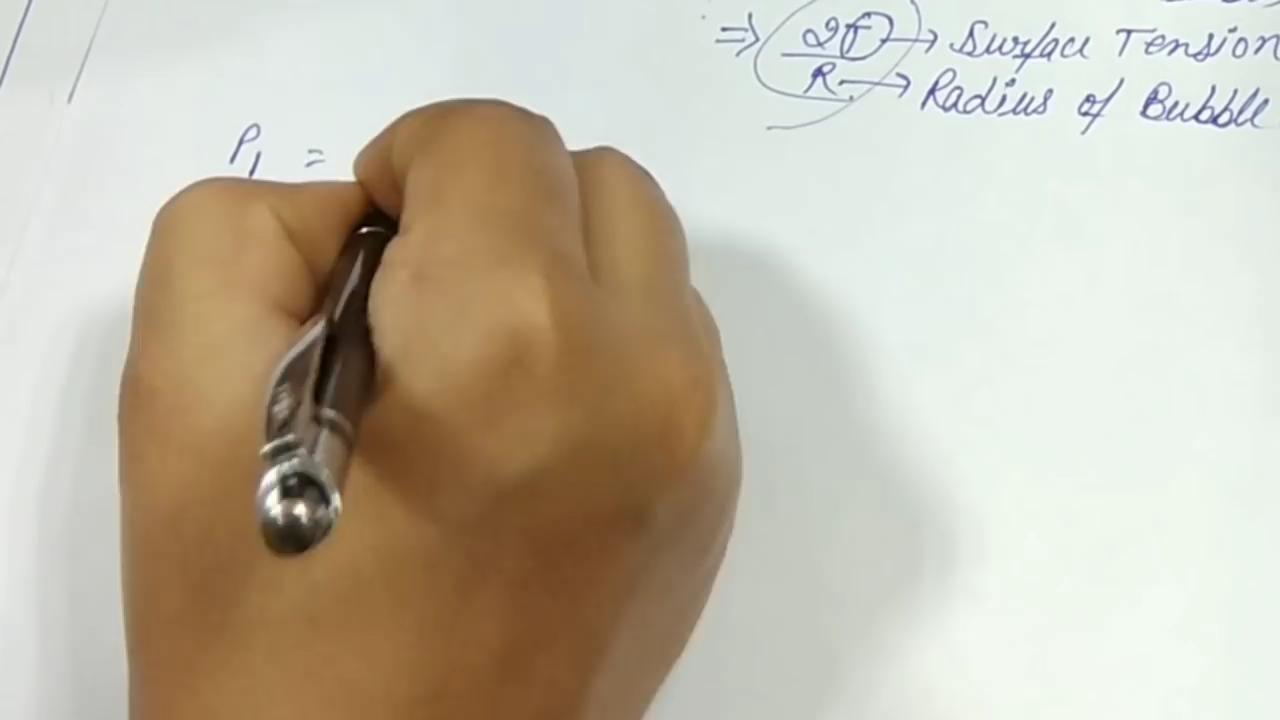 ⇒ 2T → Surface Tension
R → Radius of Bubble
P₁ =